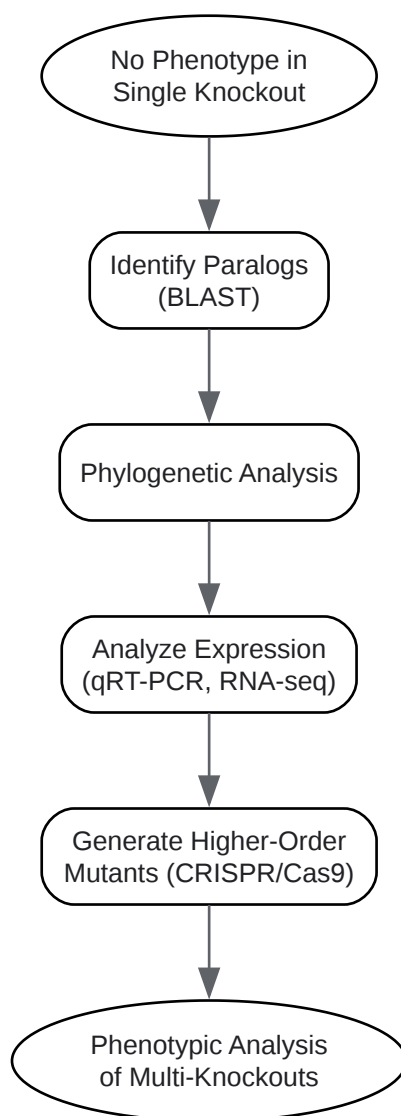 No Phenotype in
Single Knockout
Identify Paralogs
(BLAST)
Phylogenetic Analysis
Analyze Expression
(qRT-PCR, RNA-seq)
Generate Higher-Order
Mutants (CRISPR/Cas9)
Phenotypic Analysis
of Multi-Knockouts